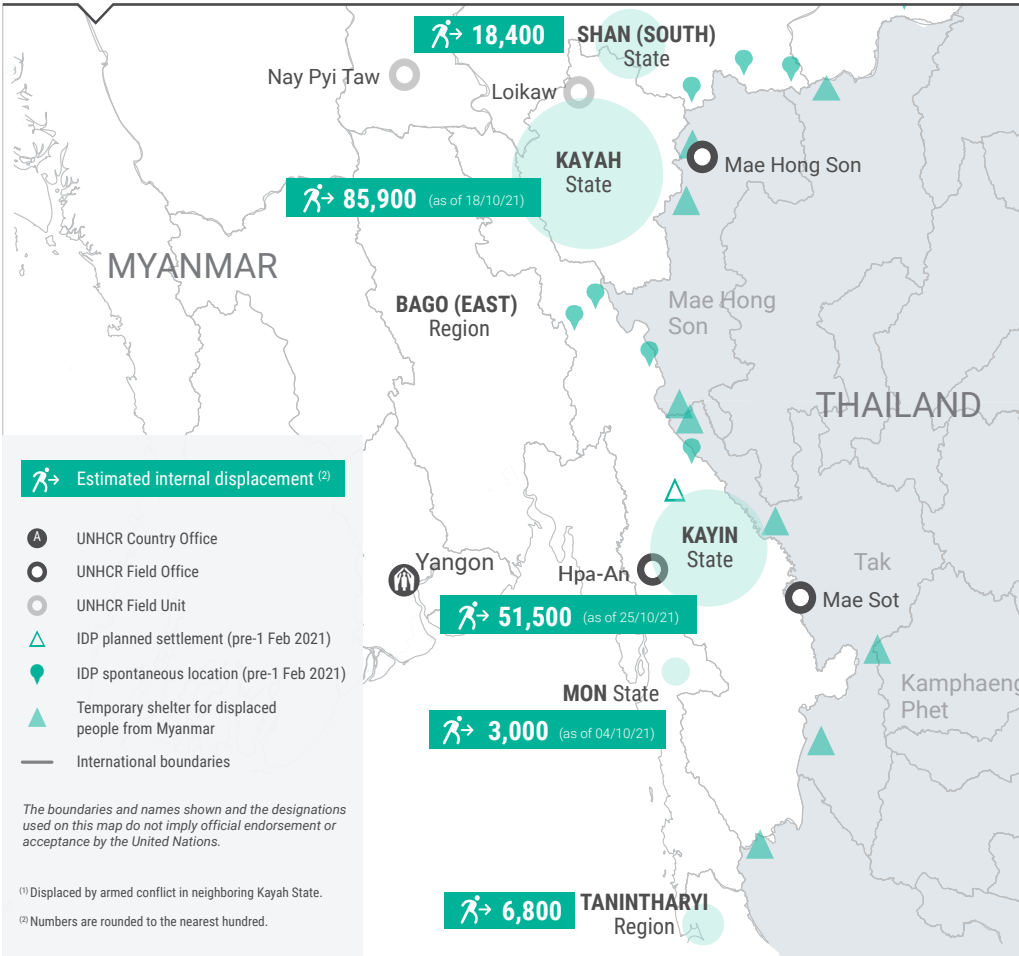 18,400
SHAN (SOUTH)
State
Nay Pyi Taw
Loikaw
KAYAH
State
Mae Hong Son
85,900 (as of 18/10/21)
MYANMAR
BAGO (EAST)
Region
Mae Hong
Son
THAILAND
Estimated internal displacement (2)
A UNHCR Country Office
UNHCR Field Office
UNHCR Field Unit
IDP planned settlement (pre-1 Feb 2021)
IDP spontaneous location (pre-1 Feb 2021)
Temporary shelter for displaced
people from Myanmar
International boundaries
The boundaries and names shown and the designations
used on this map do not imply official endorsement or
acceptance by the United Nations.
(1) Displaced by armed conflict in neighboring Kayah State.
(2) Numbers are rounded to the nearest hundred.
KAYIN
State
Yangon
Hpa-An
Tak
Mae Sot
51,500 (as of 25/10/21)
MON State
Kamphaeng
Phet
3,000 (as of 04/10/21)
6,800
TANINTHARYI
Region